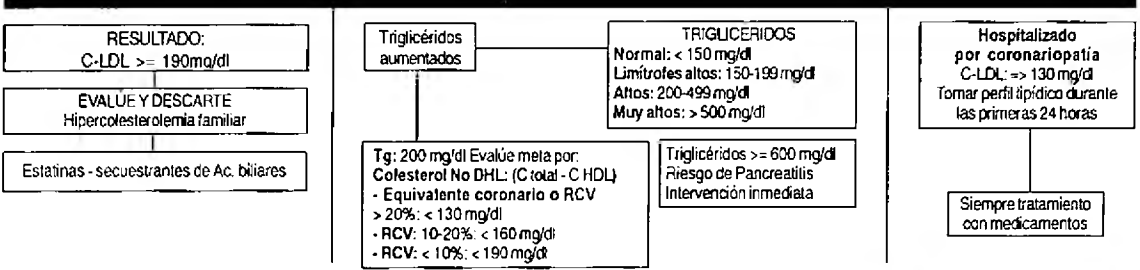 RESULTADO:
C-LDL >= 190mg/dl
EVALUE Y DESCARTE
Hipercolesterolemia familiar
Estatinas - secuestrantes de Ac. biliares
Triglicéridos
aumentados
TRIGLICERIDOS
Normal: < 150 mg/dl
Limítrofes altos: 150-199 mg/dl
Altos: 200-499 mg/dl
Muy altos: > 500 mg/dl
Tg: 200 mg/dl Evalúe meta por:
Colesterol No DHL: (C total - C HDL)
- Equivalente coronario o RCV
> 20%: < 130 mg/dl
- RCV: 10-20%: < 160 mg/dl
- RCV: < 10%: < 190 mg/dl
Triglicéridos >= 600 mg/dl
Riesgo de Pancreatitis
Intervención inmediata
Hospitalizado
por coronariopatía
C-LDL: => 130 mg/dl
Tomar perfil lipídico durante
las primeras 24 horas
Siempre tratamiento
con medicamentos